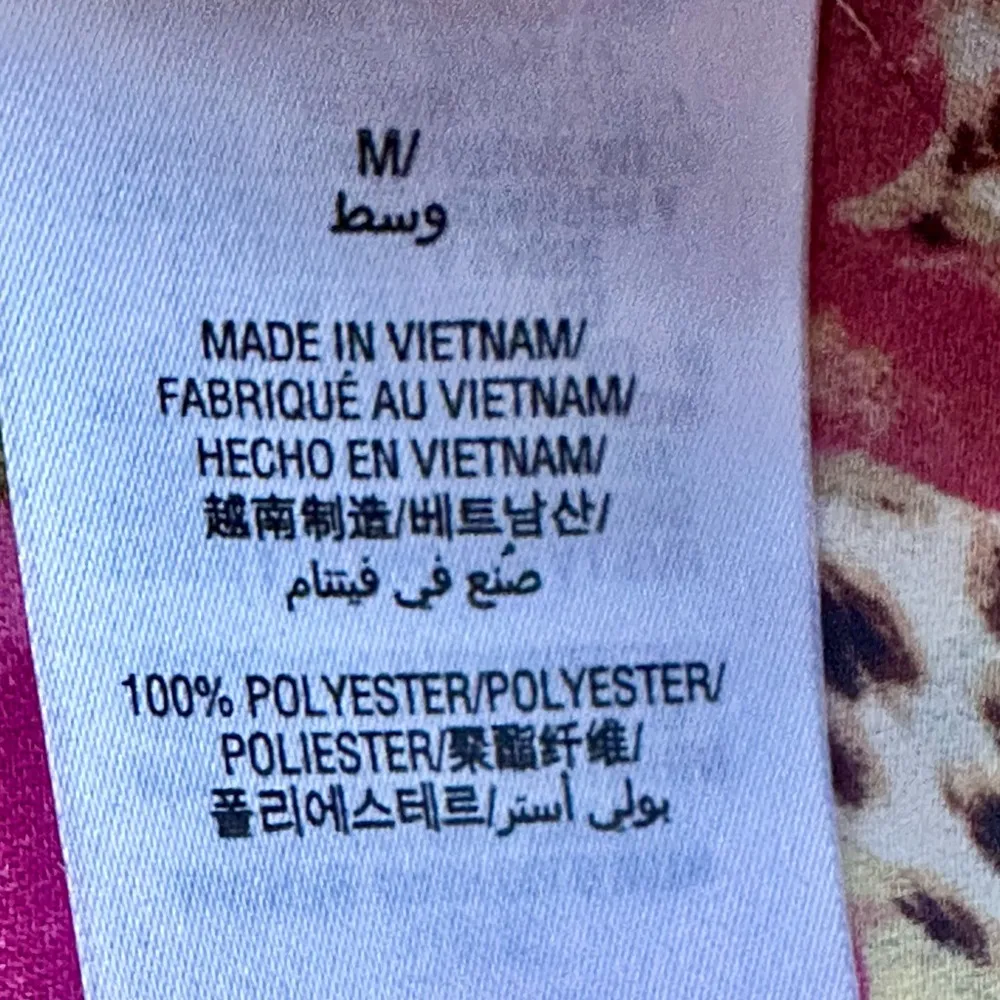 M/
وسط
MADE IN VIETNAM/
FABRIQUÉ AU VIETNAM/
HECHO EN VIETNAM/
越南制造/베트남산/
صُنع في فيتنام
100% POLYESTER/POLYESTER/
POLIESTER/聚酯纤维/
폴리에스테르/بولي أستر